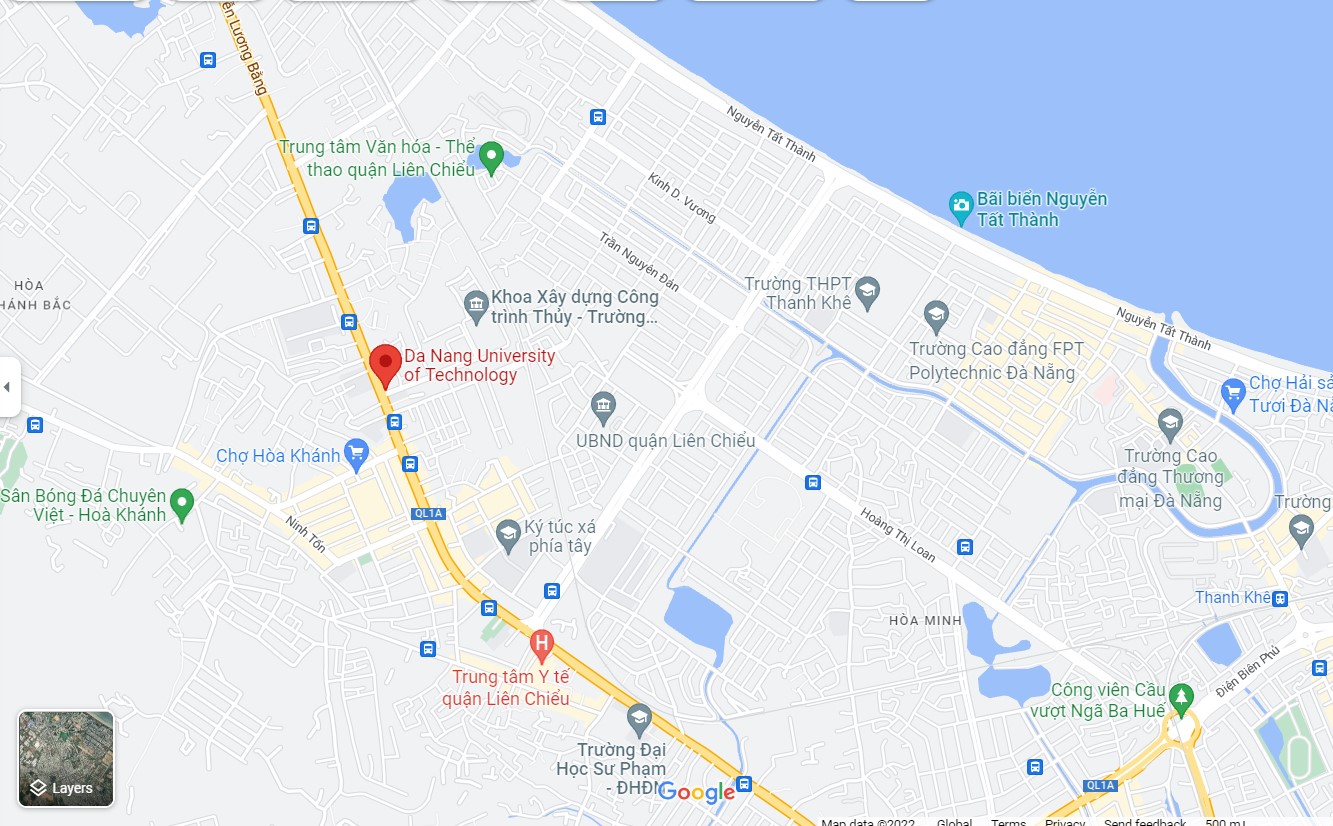 ễn Lương Bằng
Nguyễn Tất Thành
Trung tâm Văn hóa - Thể
thao quận Liên Chiểu
Kinh D. Vương
Bãi biển Nguyễn
Tất Thành
Trần Nguyên Đán
HÒA
HÁNH BẮC
Trường THPT
Thanh Khê
Khoa Xây dựng Công
trình Thủy - Trường...
Nguyễn Tất Thành
Trường Cao đẳng FPT
Polytechnic Đà Nẵng
Da Nang University
of Technology
Chợ Hải sả
Tươi Đà Nẵ
UBND quận Liên Chiểu
Chợ Hòa Khánh
Trường Cao
đẳng Thương
mại Đà Nẵng
Sân Bóng Đá Chuyên
Việt - Hoà Khánh
Trường
QL1A
Ninh Tốn
Ký túc xá
phía tây
Hoàng Thị Loan
Thanh Khê
HÒA MINH
H
Trung tâm Y tế
quận Liên Chiểu
Điện Biên Phủ
Công viên Cầu
vượt Ngã Ba Huế
Trường Đại
Học Sư Phạm
- ĐHĐN
Layers
Google
QL1A
Map data ©2022
Global
Terms
Privacy
Send feedback
500 m